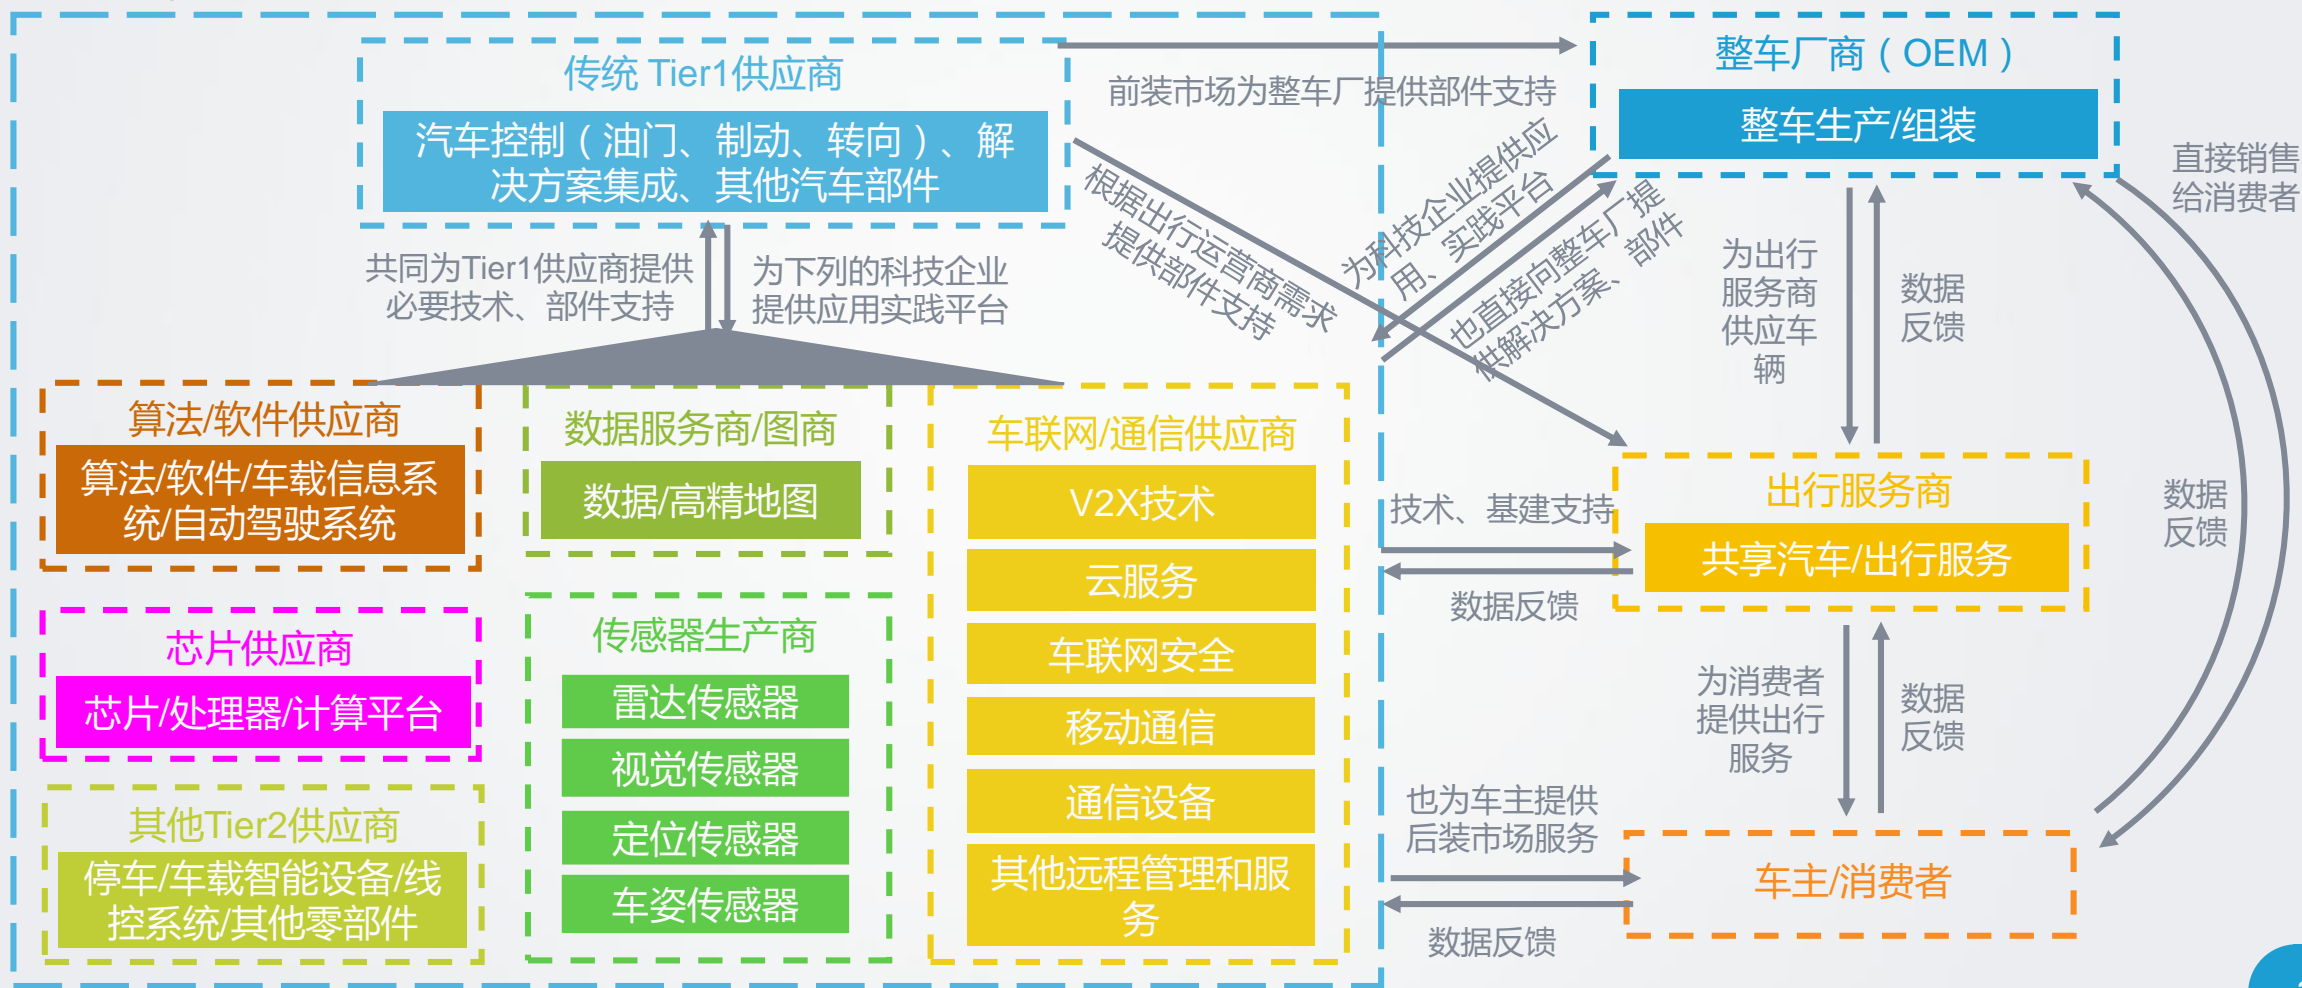 传统 Tier1供应商
汽车控制（油门、制动、转向）、解
决方案集成、其他汽车部件
前装市场为整车厂提供部件支持
整车厂商（OEM）
整车生产/组装
直接销售
给消费者
根据出行运营商需求
提供部件支持
为科技企业提供应
用、实践平台
也直接向整车厂提
供解决方案、部件
为出行
服务商
供应车
辆
数据
反馈
共同为Tier1供应商提供
必要技术、部件支持
为下列的科技企业
提供应用实践平台
算法/软件供应商
算法/软件/车载信息系
统/自动驾驶系统
数据服务商/图商
数据/高精地图
车联网/通信供应商
V2X技术
云服务
车联网安全
移动通信
通信设备
其他远程管理和服
务
芯片供应商
芯片/处理器/计算平台
传感器生产商
雷达传感器
视觉传感器
定位传感器
车姿传感器
其他Tier2供应商
停车/车载智能设备/线
控系统/其他零部件
技术、基建支持
数据反馈
出行服务商
共享汽车/出行服务
数据
反馈
为消费者
提供出行
服务
数据
反馈
也为车主提供
后装市场服务
数据反馈
车主/消费者